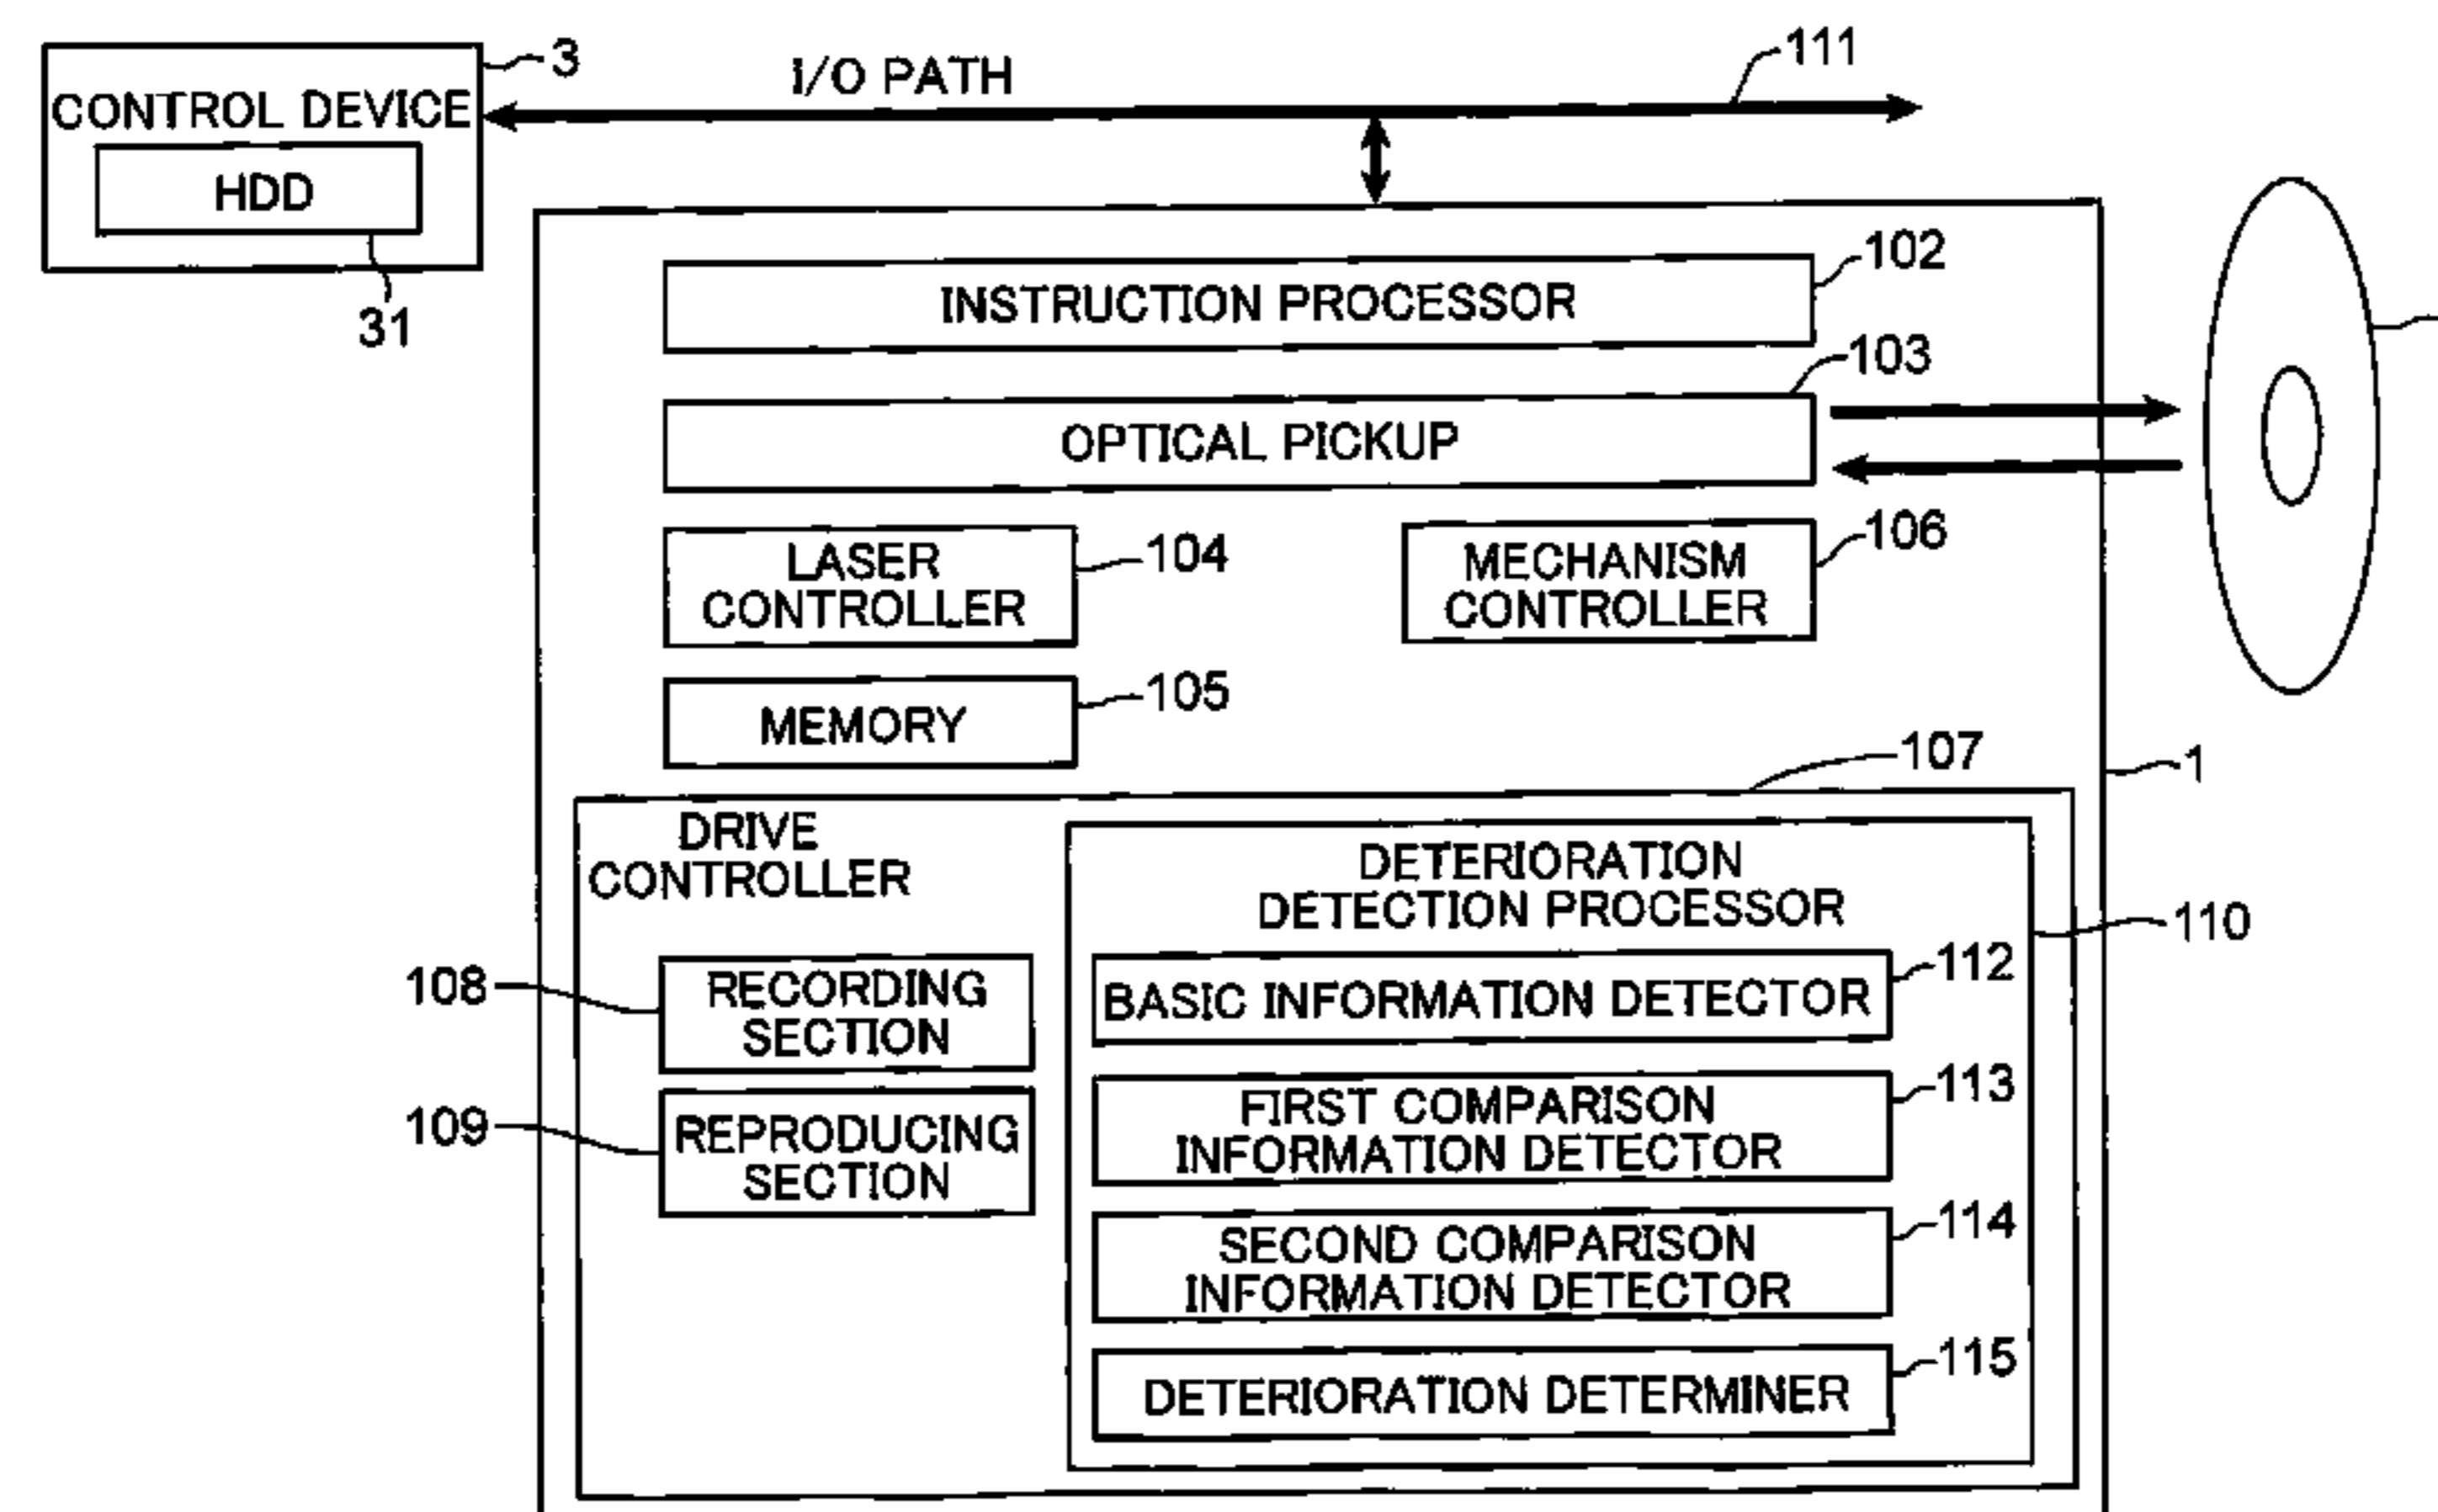 3
I/O PATH
111
CONTROL DEVICE
HDD
31
102
INSTRUCTION PROCESSOR
103
OPTICAL PICKUP
LASER
CONTROLLER
104
MECHANISM
CONTROLLER
106
MEMORY
105
107
1
DRIVE
CONTROLLER
DETERIORATION
DETECTION PROCESSOR
110
108
RECORDING
SECTION
BASIC INFORMATION DETECTOR
112
109
REPRODUCING
SECTION
FIRST COMPARISON
INFORMATION DETECTOR
113
SECOND COMPARISON
INFORMATION DETECTOR
114
DETERIORATION DETERMINER
115